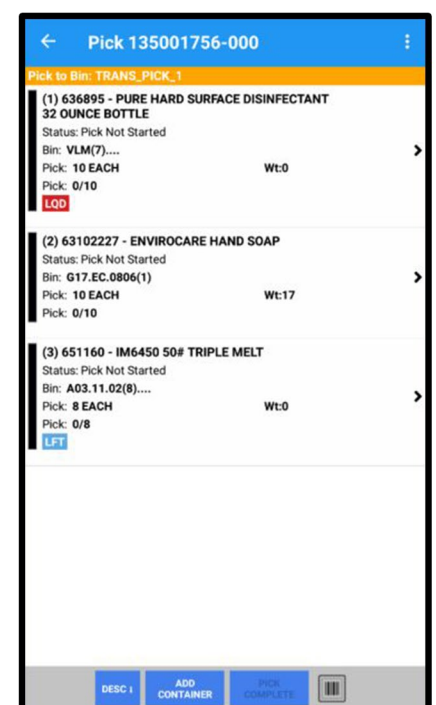 Pick 135001756-000
Pick to Bin: TRANS_PICK_1
(1) 636895 - PURE HARD SURFACE DISINFECTANT
32 OUNCE BOTTLE
Status: Pick Not Started
Bin: VLM(7)....
Pick: 10 EACH Wt:0
Pick: 0/10
LQD
(2) 63102227 - ENVIROCARE HAND SOAP
Status: Pick Not Started
Bin: G17.EC.0806(1)
Pick: 10 EACH Wt:17
Pick: 0/10
(3) 651160 - IM6450 50# TRIPLE MELT
Status: Pick Not Started
Bin: A03.11.02(8)....
Pick: 8 EACH Wt:0
Pick: 0/8
LFT
DESC ↓
ADD
CONTAINER
PICK
COMPLETE